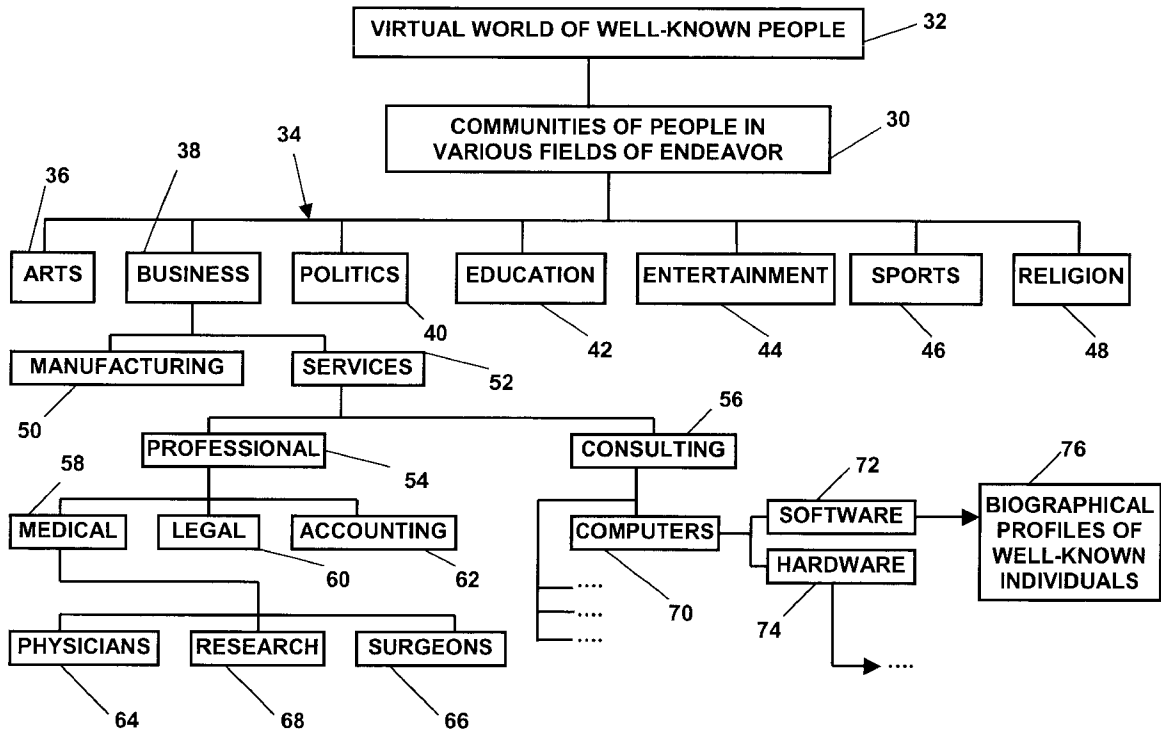 VIRTUAL WORLD OF WELL-KNOWN PEOPLE
32
COMMUNITIES OF PEOPLE IN
VARIOUS FIELDS OF ENDEAVOR
30
34
36
38
ARTS
BUSINESS
POLITICS
EDUCATION
ENTERTAINMENT
SPORTS
RELIGION
40
42
44
46
48
MANUFACTURING
SERVICES
52
50
56
PROFESSIONAL
CONSULTING
58
54
72
76
MEDICAL
LEGAL
ACCOUNTING
COMPUTERS
SOFTWARE
HARDWARE
BIOGRAPHICAL
PROFILES OF
WELL-KNOWN
INDIVIDUALS
60
62
70
74
....
....
....
PHYSICIANS
RESEARCH
SURGEONS
....
64
68
66